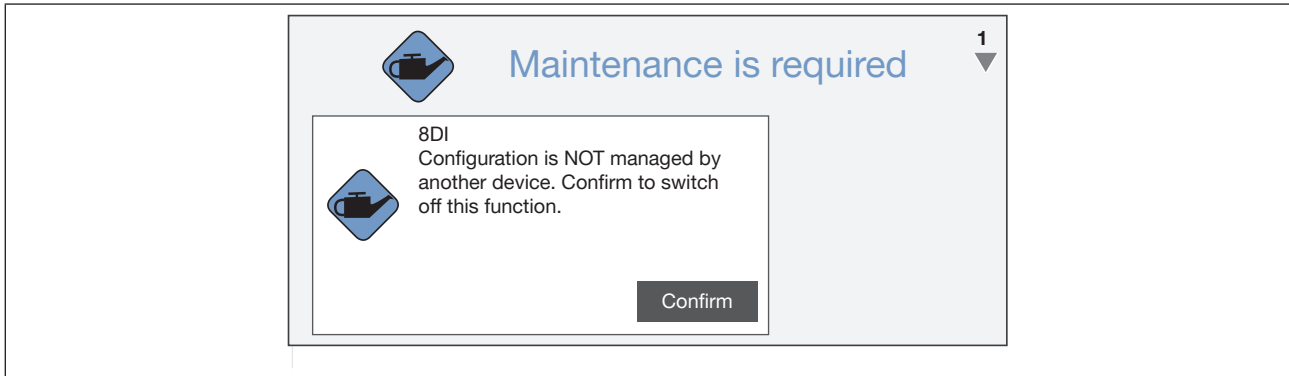 Maintenance is required
1
8DI
Configuration is NOT managed by
another device. Confirm to switch
off this function.
Confirm